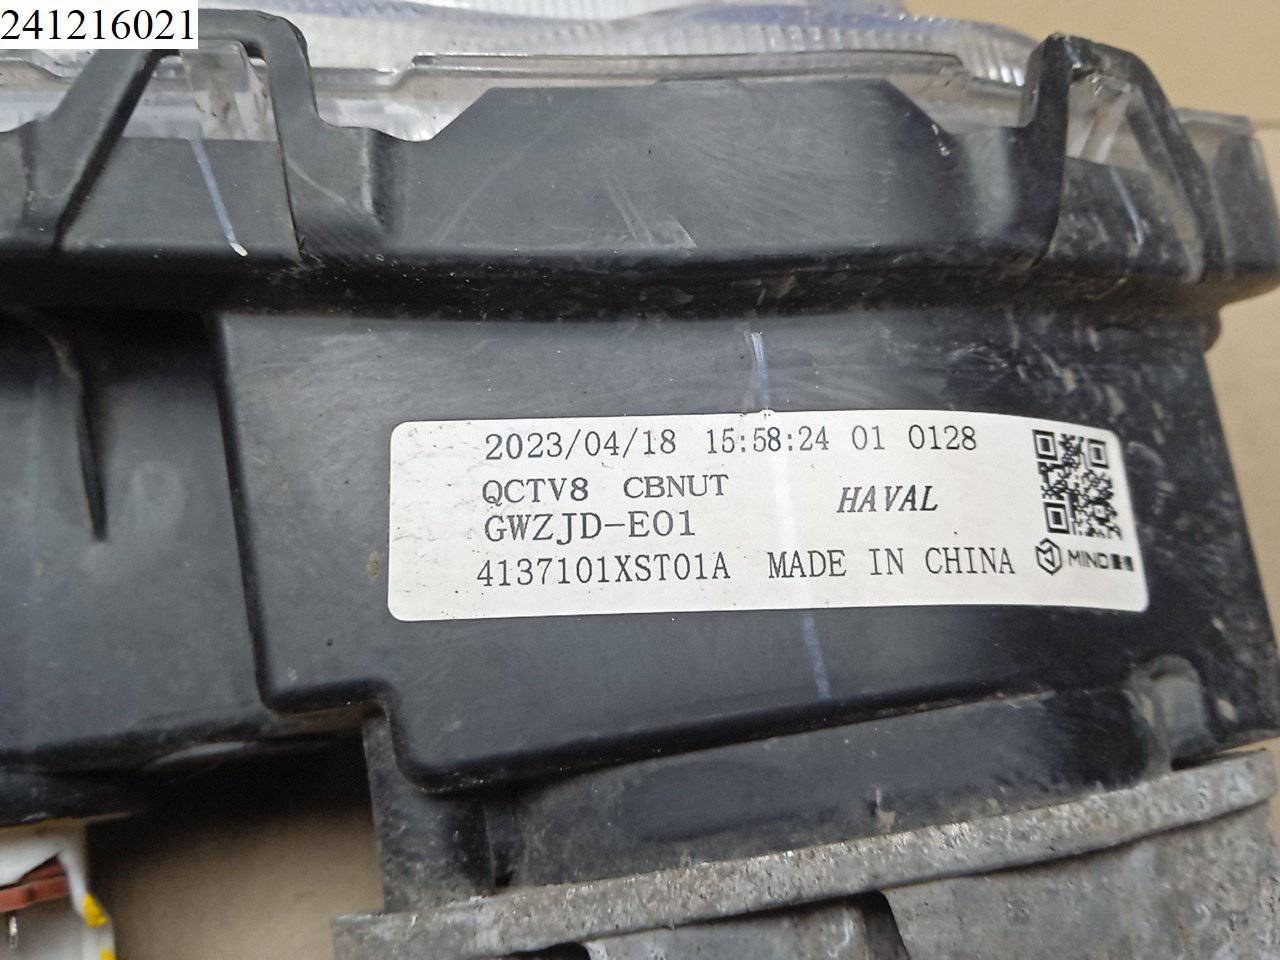 241216021
2023/04/18 15:58:24 01 0128
QCTV8 CBNUT
HAVAL
GWZJD-E01
4137101XST01A MADE IN CHINA
MIND